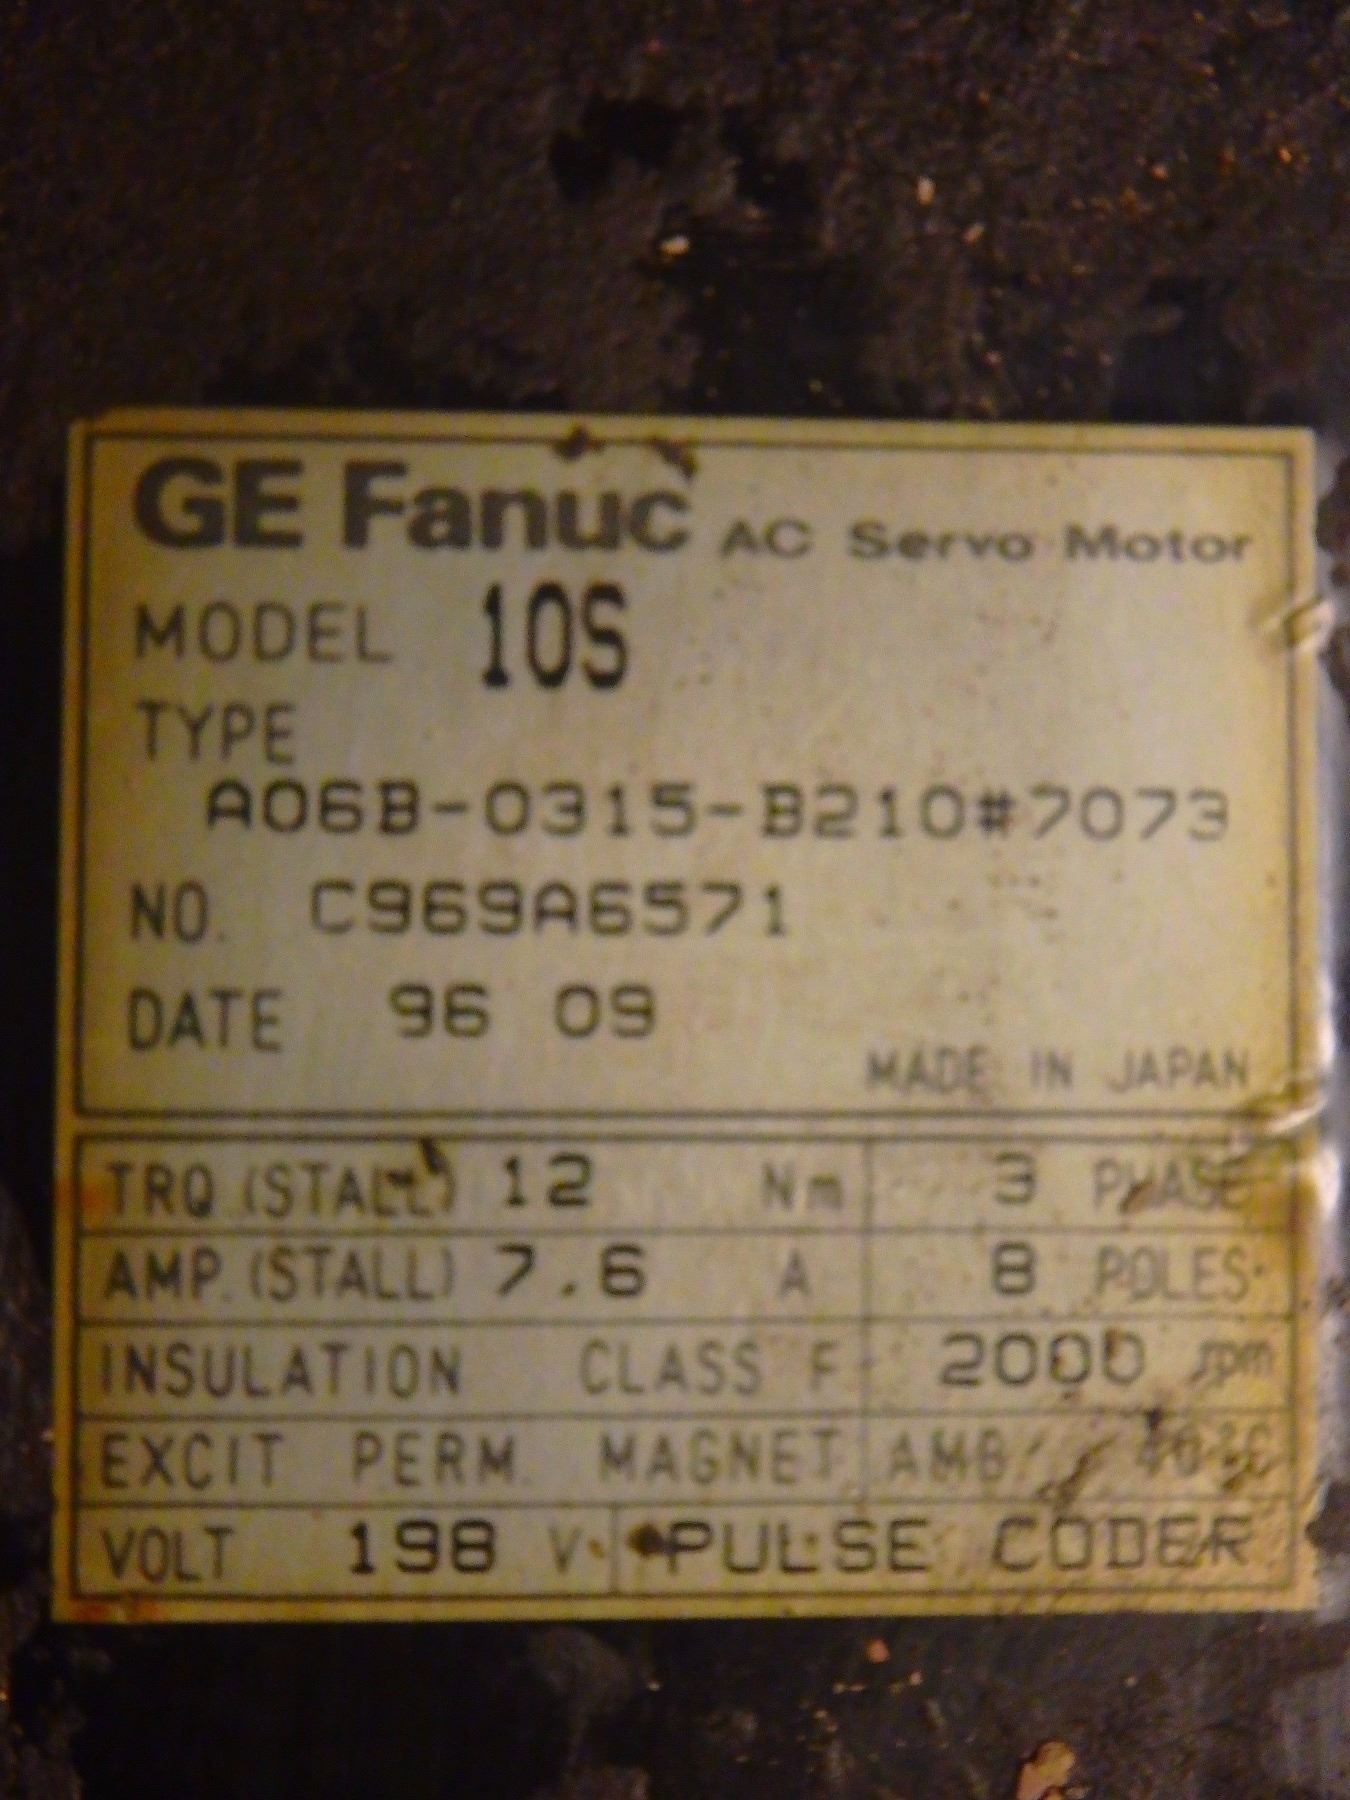 GE Fanuc AC Servo Motor
MODEL 10S
TYPE
A06B-0315-B210#7073
NO. C969A6571
DATE 96 09
MADE IN JAPAN
TRQ.(STALL) 12 Nm 3 PHASE
AMP.(STALL) 7.6 A 8 POLES
INSULATION CLASS F 2000 rpm
EXCIT PERM. MAGNET AMB. 40°C
VOLT 198 V PULSE CODER